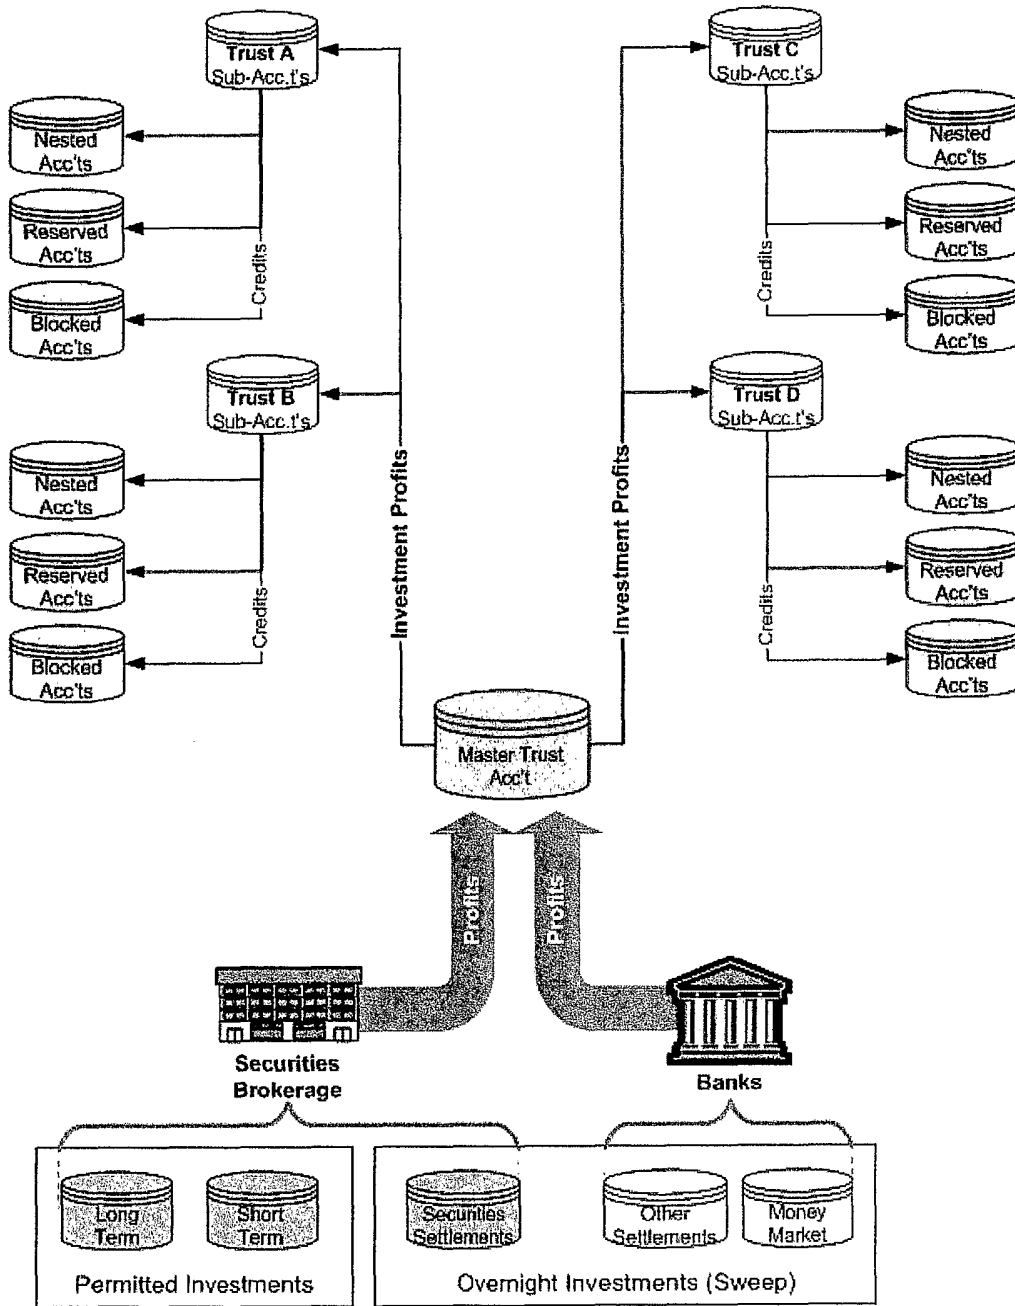 Trust A
Sub-Acc.t's
Nested
Acc'ts
Reserved
Acc'ts
Credits
Blocked
Acc'ts
Trust B
Sub-Acc.t's
Nested
Acc'ts
Reserved
Acc'ts
Credits
Blocked
Acc'ts
Investment Profits
Trust C
Sub-Acc.t's
Nested
Acc'ts
Reserved
Acc'ts
Credits
Blocked
Acc'ts
Trust D
Sub-Acc.t's
Nested
Acc'ts
Reserved
Acc'ts
Credits
Blocked
Acc'ts
Investment Profits
Master Trust
Acc't
Profits
Profits
Securities
Brokerage
Banks
Long
Term
Short
Term
Permitted Investments
Securities
Settlements
Other
Settlements
Money
Market
Overnight Investments (Sweep)